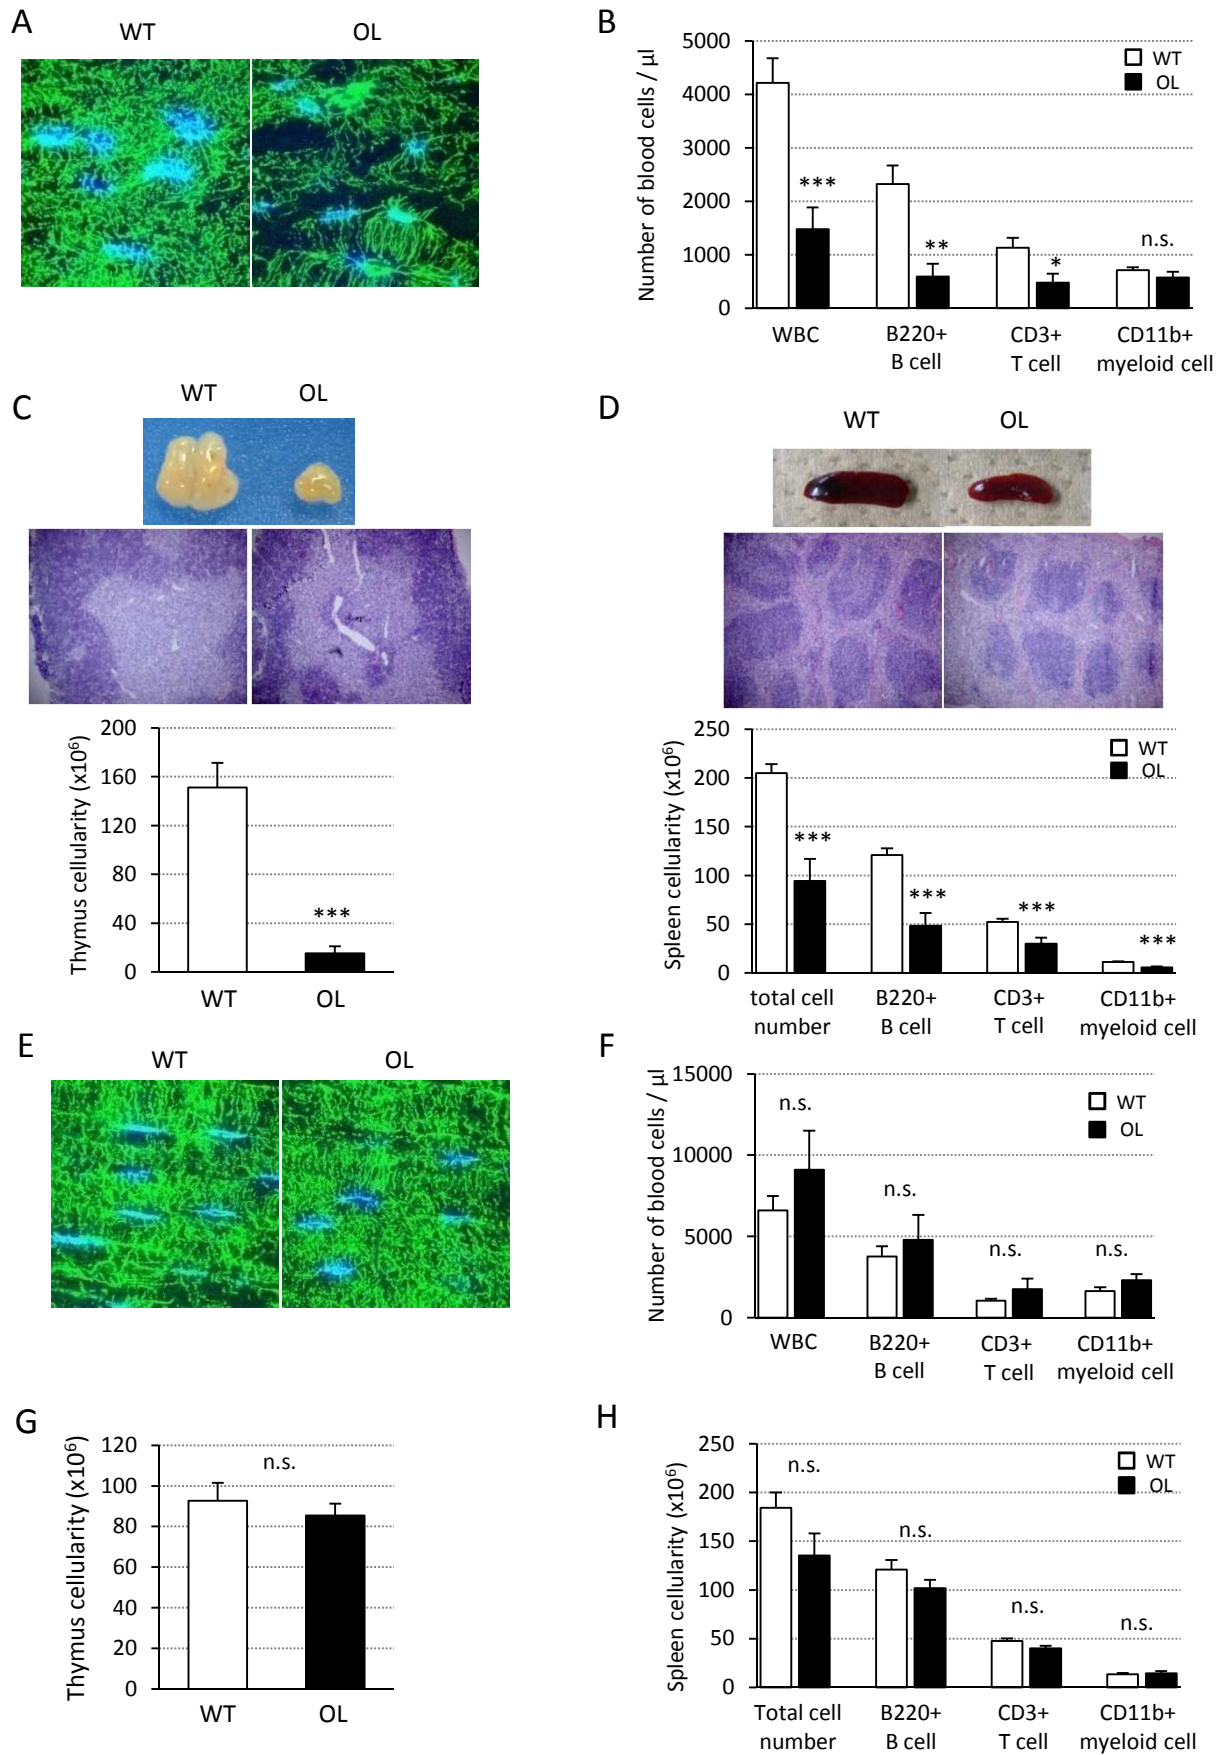 A
WT OL
B
Number of blood cells / µl
5000
4000
3000
2000
1000
0
WT
OL
***
**
*
n.s.
WBC
B220+
B cell
CD3+
T cell
CD11b+
myeloid cell
C
WT OL
Thymus cellularity (x10⁶)
200
160
120
80
40
0
***
WT OL
D
WT OL
Spleen cellularity (x10⁶)
250
200
150
100
50
0
WT
OL
***
***
***
***
total cell
number
B220+
B cell
CD3+
T cell
CD11b+
myeloid cell
E
WT OL
F
Number of blood cells / µl
15000
10000
5000
0
WT
OL
n.s.
n.s.
n.s.
n.s.
WBC
B220+
B cell
CD3+
T cell
CD11b+
myeloid cell
G
Thymus cellularity (x10⁶)
120
100
80
60
40
20
0
n.s.
WT OL
H
Spleen cellularity (x10⁶)
250
200
150
100
50
0
WT
OL
n.s.
n.s.
n.s.
n.s.
Total cell
number
B220+
B cell
CD3+
T cell
CD11b+
myeloid cell